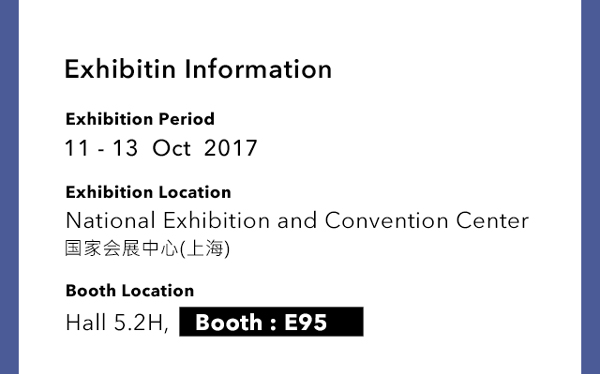 Exhibitin Information
Exhibition Period
11 - 13 Oct 2017
Exhibition Location
National Exhibition and Convention Center
国家会展中心(上海)
Booth Location
Hall 5.2H, Booth : E95